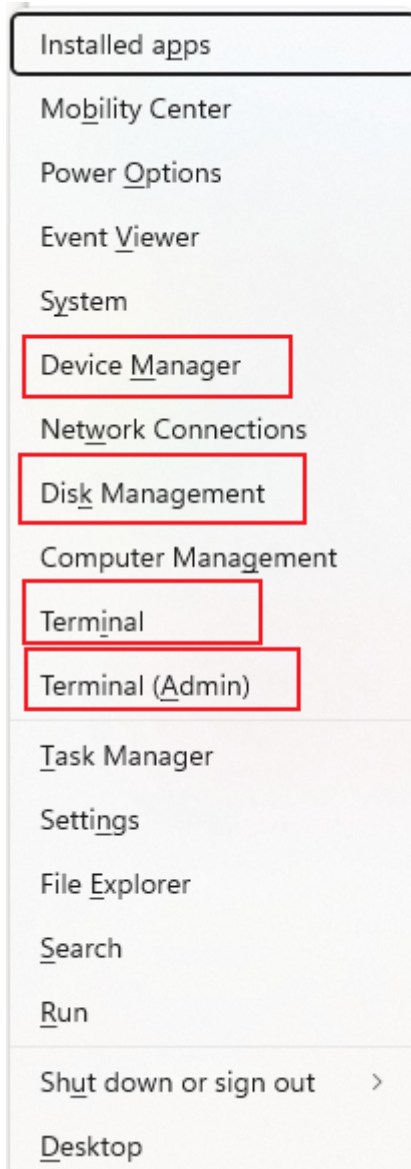 Installed apps
Mobility Center
Power Options
Event Viewer
System
Device Manager
Network Connections
Disk Management
Computer Management
Terminal
Terminal (Admin)
Task Manager
Settings
File Explorer
Search
Run
Shut down or sign out
Desktop